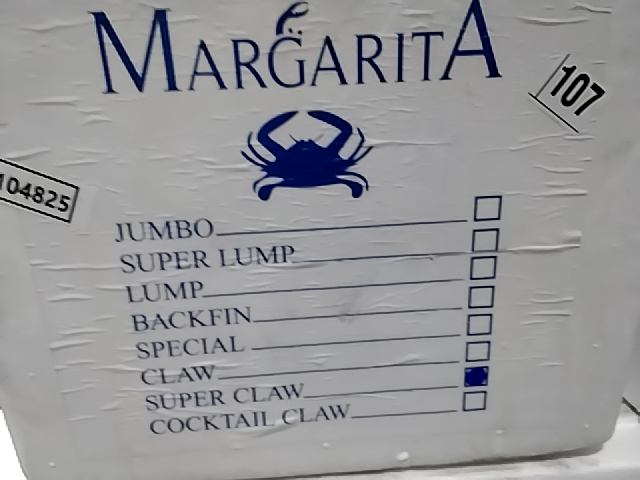 MARGARITA
107
104825
JUMBO
SUPER LUMP
LUMP
BACKFIN
SPECIAL
CLAW
SUPER CLAW
COCKTAIL CLAW